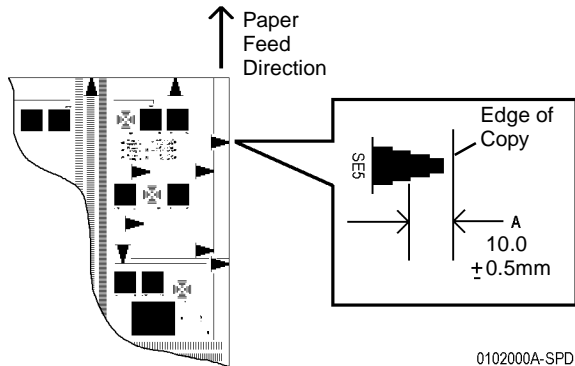 Paper
Feed
Direction
Edge of
Copy
SE5
A
10.0
±0.5mm
0102000A-SPD